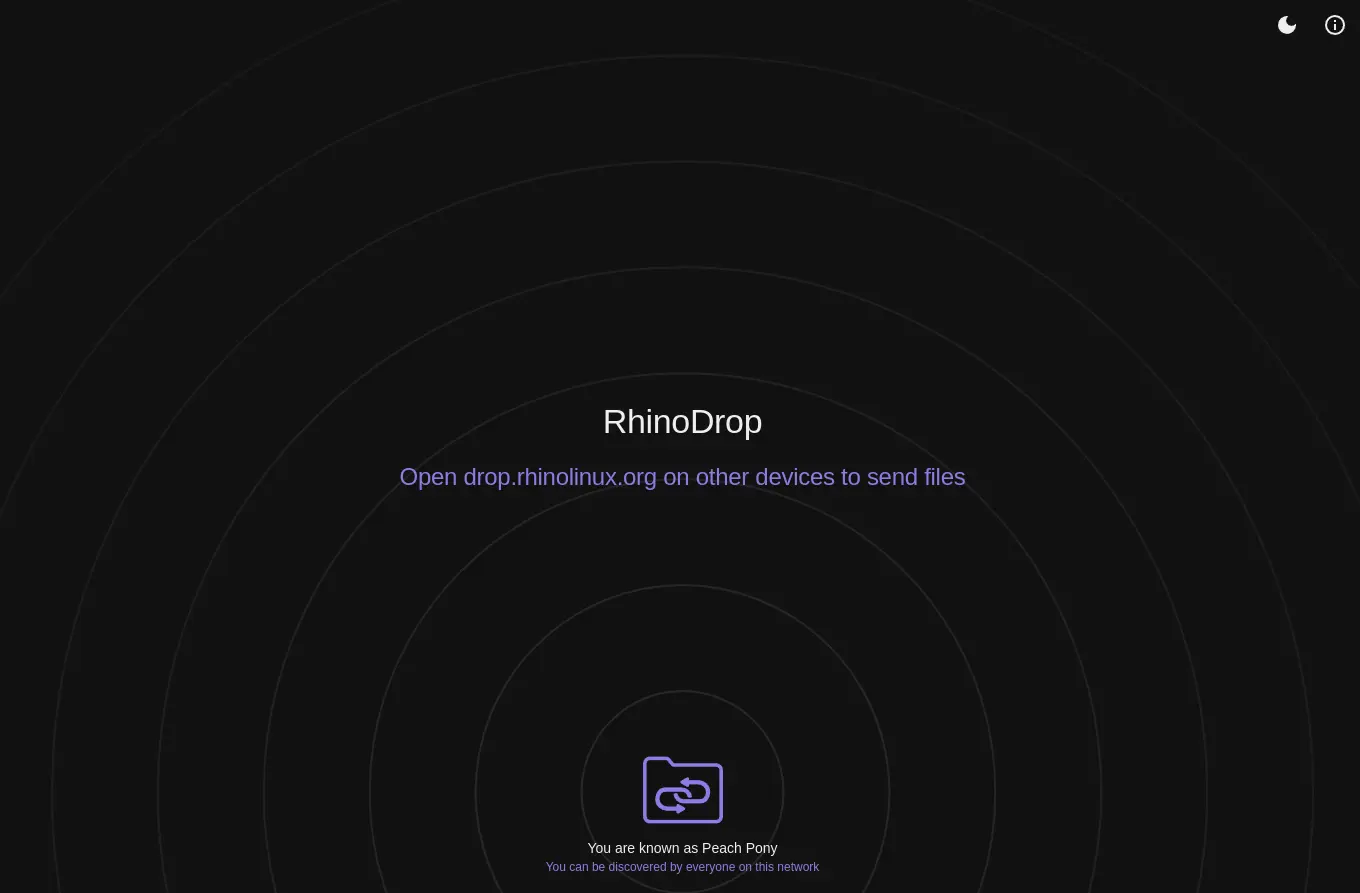 RhinoDrop
Open drop.rhinolinux.org on other devices to send files
You are known as Peach Pony
You can be discovered by everyone on this network